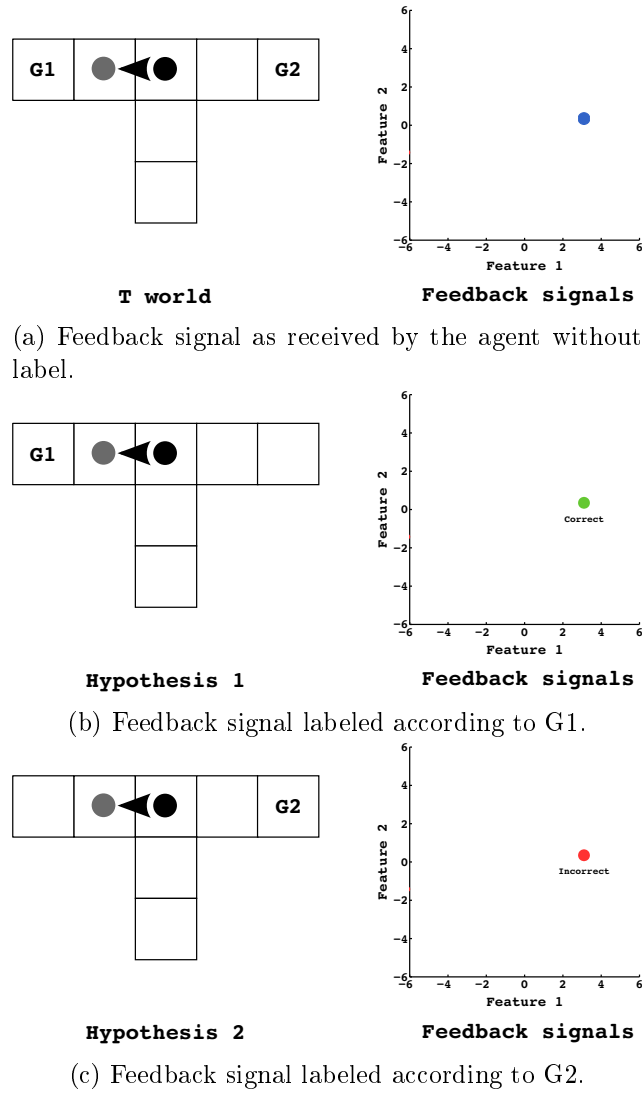 G1
G2
T world
6
4
2
0
−2
−4
−6
−6
−4
−2
0
2
4
6
Feature 2
Feature 1
Feedback signals
(a) Feedback signal as received by the agent without
label.
G1
Hypothesis 1
6
4
2
0
−2
−4
−6
−6
−4
−2
0
2
4
6
Feature 2
Correct
Feature 1
Feedback signals
(b) Feedback signal labeled according to G1.
G2
Hypothesis 2
6
4
2
0
−2
−4
−6
−6
−4
−2
0
2
4
6
Feature 2
Incorrect
Feature 1
Feedback signals
(c) Feedback signal labeled according to G2.